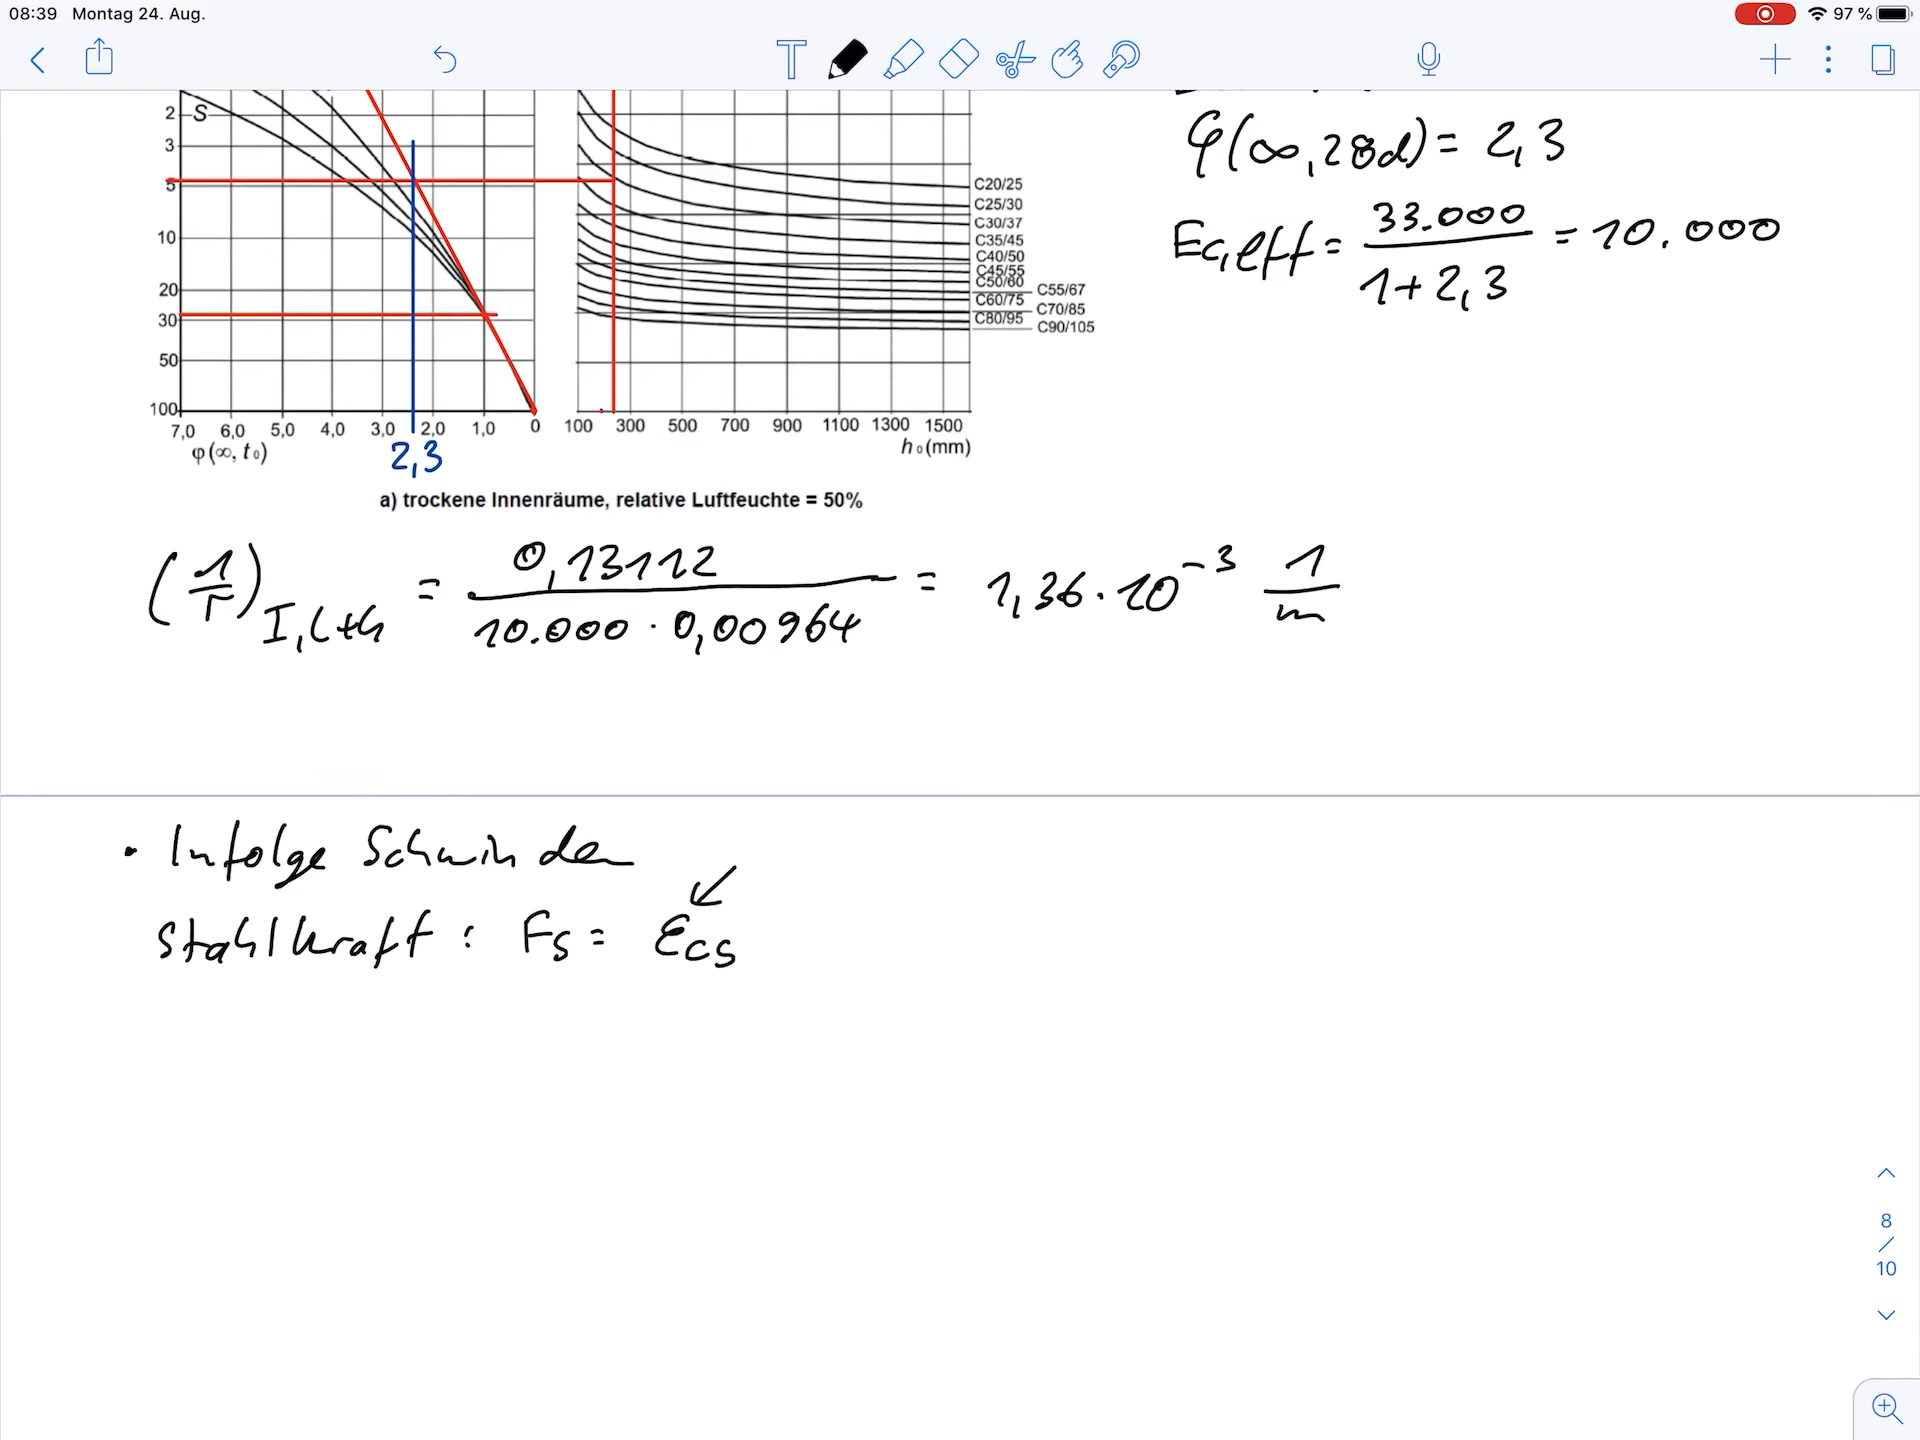 08:39 Montag 24. Aug. 97 %
φ(∞,28d) = 2,3
Ec,eff = 33.000 / 1+2,3 = 10.000
2 S
3
5
10
20
30
50
100
7,0 6,0 5,0 4,0 3,0 2,0 1,0 0
φ(∞, t₀)
2,3
C20/25
C25/30
C30/37
C35/45
C40/50
C45/55
C50/60
C55/67
C60/75
C70/85
C80/95
C90/105
100 300 500 700 900 1100 1300 1500
h₀(mm)
a) trockene Innenräume, relative Luftfeuchte = 50%
(1/r)I,l+k = 0,13112 / 10.000 · 0,00964 = 1,36 · 10⁻³ 1/m
• Infolge Schwinden
Stahlkraft : Fs = εcs
8
/
10